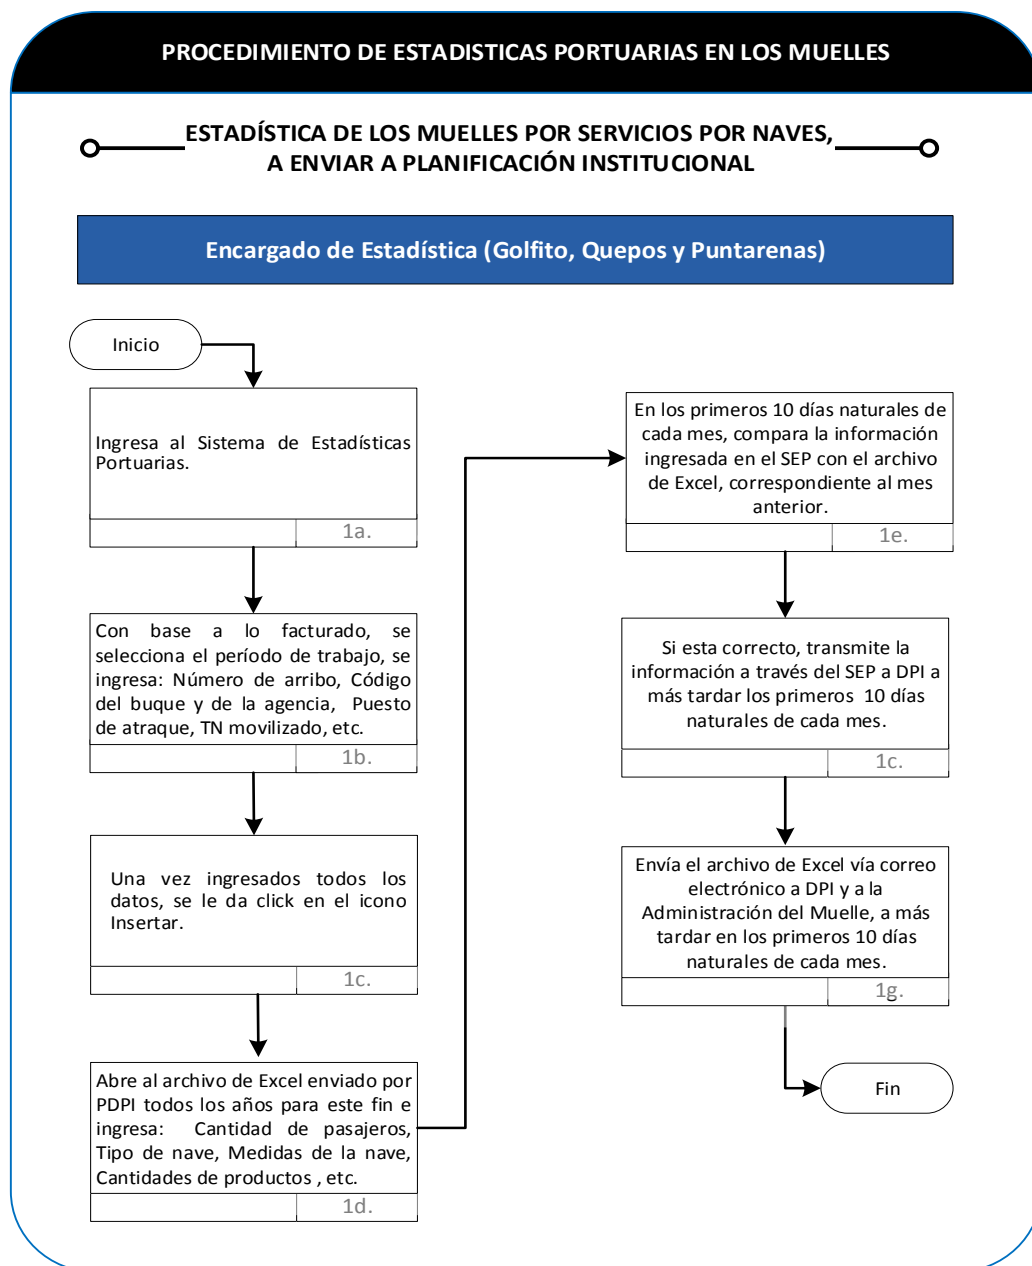 PROCEDIMIENTO DE ESTADISTICAS PORTUARIAS EN LOS MUELLES
ESTADÍSTICA DE LOS MUELLES POR SERVICIOS POR NAVES,
A ENVIAR A PLANIFICACIÓN INSTITUCIONAL
Encargado de Estadística (Golfito, Quepos y Puntarenas)
Inicio
Ingresa al Sistema de Estadísticas
Portuarias.
1a.
Con base a lo facturado, se
selecciona el período de trabajo, se
ingresa: Número de arribo, Código
del buque y de la agencia, Puesto
de atraque, TN movilizado, etc.
1b.
Una vez ingresados todos los
datos, se le da click en el icono
Insertar.
1c.
Abre al archivo de Excel enviado por
PDPI todos los años para este fin e
ingresa: Cantidad de pasajeros,
Tipo de nave, Medidas de la nave,
Cantidades de productos , etc.
1d.
En los primeros 10 días naturales de
cada mes, compara la información
ingresada en el SEP con el archivo
de Excel, correspondiente al mes
anterior.
1e.
Si esta correcto, transmite la
información a través del SEP a DPI a
más tardar los primeros 10 días
naturales de cada mes.
1c.
Envía el archivo de Excel vía correo
electrónico a DPI y a la
Administración del Muelle, a más
tardar en los primeros 10 días
naturales de cada mes.
1g.
Fin